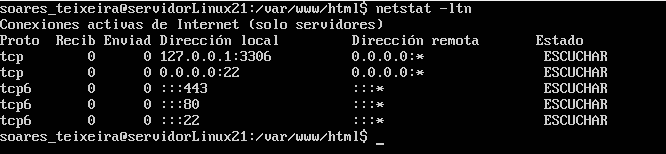 soares_teixeira@servidorLinux21:/var/www/html$ netstat -ltn
Conexiones activas de Internet (solo servidores)
Proto  Recib Enviad Dirección local         Dirección remota       Estado
tcp        0      0 127.0.0.1:3306          0.0.0.0:*               ESCUCHAR
tcp        0      0 0.0.0.0:22              0.0.0.0:*               ESCUCHAR
tcp6       0      0 :::443                  :::*                    ESCUCHAR
tcp6       0      0 :::80                   :::*                    ESCUCHAR
tcp6       0      0 :::22                   :::*                    ESCUCHAR
soares_teixeira@servidorLinux21:/var/www/html$ _